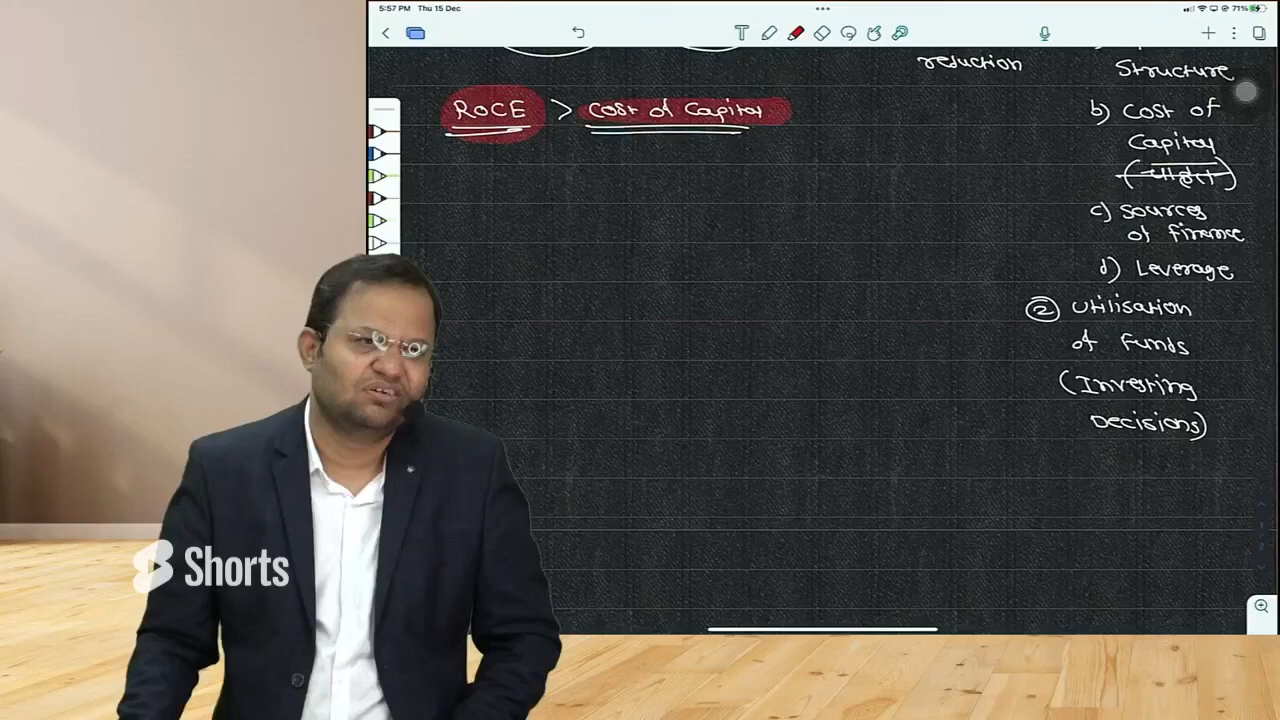 5:57 PM Thu 15 Dec
71%
reduction
Structure
ROCE > Cost of Capital
b) Cost of
Capital
c) Sources
of Finance
d) Leverage
② Utilisation
of Funds
(Investing
Decisions)
Shorts